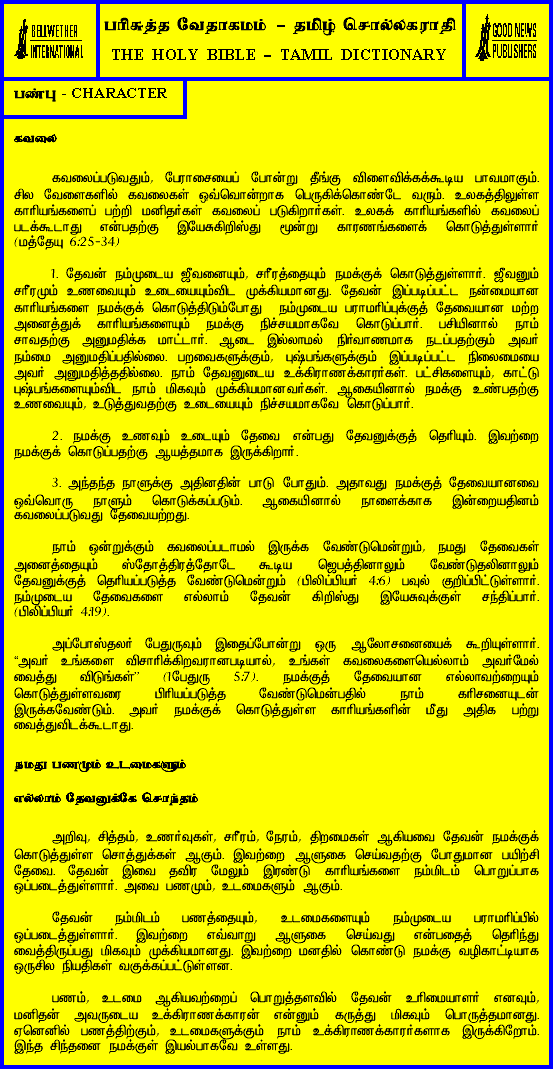 BELLWETHER
INTERNATIONAL
பரிசுத்த வேதாகமம் – தமிழ் சொல்லகராதி
THE HOLY BIBLE – TAMIL DICTIONARY
GOOD NEWS
PUBLISHERS
பண்பு - CHARACTER
கவலை
கவலைப்படுவதும், பேராசையைப் போன்று தீங்கு விளைவிக்கக்கூடிய பாவமாகும்.
சில வேளைகளில் கவலைகள் ஒவ்வொன்றாக பெருகிக்கொண்டே வரும். உலகத்திலுள்ள
காரியங்களைப் பற்றி மனிதர்கள் கவலைப் படுகிறார்கள். உலகக் காரியங்களில் கவலைப்
படக்கூடாது என்பதற்கு இயேசுகிறிஸ்து மூன்று காரணங்களைக் கொடுத்துள்ளார்
(மத்தேயு 6:25-34)
1. தேவன் நம்முடைய ஜீவனையும், சரீரத்தையும் நமக்குக் கொடுத்துள்ளார். ஜீவனும்
சரீரமும் உணவையும் உடையையும்விட முக்கியமானது. தேவன் இப்படிப்பட்ட நன்மையான
காரியங்களை நமக்குக் கொடுத்திடும்போது நம்முடைய பராமரிப்புக்குத் தேவையான மற்ற
அனைத்துக் காரியங்களையும் நமக்கு நிச்சயமாகவே கொடுப்பார். பசியினால் நாம்
சாவதற்கு அனுமதிக்க மாட்டார். ஆடை இல்லாமல் நிர்வாணமாக நடப்பதற்கும் அவர்
நம்மை அனுமதிப்பதில்லை. பறவைகளுக்கும், புஷ்பங்களுக்கும் இப்படிப்பட்ட நிலைமையை
அவர் அனுமதித்ததில்லை. நாம் தேவனுடைய உக்கிராணக்காரர்கள். பட்சிகளையும், காட்டு
புஷ்பங்களையும்விட நாம் மிகவும் முக்கியமானவர்கள். ஆகையினால் நமக்கு உண்பதற்கு
உணவையும், உடுத்துவதற்கு உடையையும் நிச்சயமாகவே கொடுப்பார்.
2. நமக்கு உணவும் உடையும் தேவை என்பது தேவனுக்குத் தெரியும். இவற்றை
நமக்குக் கொடுப்பதற்கு ஆயத்தமாக இருக்கிறார்.
3. அந்தந்த நாளுக்கு அதினதின் பாடு போதும். அதாவது நமக்குத் தேவையானவை
ஒவ்வொரு நாளும் கொடுக்கப்படும். ஆகையினால் நாளைக்காக இன்றையதினம்
கவலைப்படுவது தேவையற்றது.
நாம் ஒன்றுக்கும் கவலைப்படாமல் இருக்க வேண்டுமென்றும், நமது தேவைகள்
அனைத்தையும் ஸ்தோத்திரத்தோடே கூடிய ஜெபத்தினாலும் வேண்டுதலினாலும்
தேவனுக்குத் தெரியப்படுத்த வேண்டுமென்றும் (பிலிப்பியர் 4:6) பவுல் குறிப்பிட்டுள்ளார்.
நம்முடைய தேவைகளை எல்லாம் தேவன் கிறிஸ்து இயேசுவுக்குள் சந்திப்பார்.
(பிலிப்பியர் 4:19).
அப்போஸ்தலர் பேதுருவும் இதைப்போன்று ஒரு ஆலோசனையைக் கூறியுள்ளார்.
“அவர் உங்களை விசாரிக்கிறவரானபடியால், உங்கள் கவலைகளையெல்லாம் அவர்மேல்
வைத்து விடுங்கள்” (1பேதுரு 5:7). நமக்குத் தேவையான எல்லாவற்றையும்
கொடுத்துள்ளவரை பிரியப்படுத்த வேண்டுமென்பதில் நாம் கரிசனையுடன்
இருக்கவேண்டும். அவர் நமக்குக் கொடுத்துள்ள காரியங்களின் மீது அதிக பற்று
வைத்துவிடக்கூடாது.
நமது பணமும் உடமைகளும்
எல்லாம் தேவனுக்கே சொந்தம்
அறிவு, சித்தம், உணர்வுகள், சரீரம், நேரம், திறமைகள் ஆகியவை தேவன் நமக்குக்
கொடுத்துள்ள சொத்துக்கள் ஆகும். இவற்றை ஆளுகை செய்வதற்கு போதுமான பயிற்சி
தேவை. தேவன் இவை தவிர மேலும் இரண்டு காரியங்களை நம்மிடம் பொறுப்பாக
ஒப்படைத்துள்ளார். அவை பணமும், உடமைகளும் ஆகும்.
தேவன் நம்மிடம் பணத்தையும், உடமைகளையும் நம்முடைய பராமரிப்பில்
ஒப்படைத்துள்ளார். இவற்றை எவ்வாறு ஆளுகை செய்வது என்பதைத் தெரிந்து
வைத்திருப்பது மிகவும் முக்கியமானது. இவற்றை மனதில் கொண்டு நமக்கு வழிகாட்டியாக
ஒருசில நியதிகள் வகுக்கப்பட்டுள்ளன.
பணம், உடமை ஆகியவற்றைப் பொறுத்தளவில் தேவன் உரிமையாளர் எனவும்,
மனிதன் அவருடைய உக்கிராணக்காரன் என்னும் கருத்து மிகவும் பொருத்தமானது.
ஏனெனில் பணத்திற்கும், உடமைகளுக்கும் நாம் உக்கிராணக்காரர்களாக இருக்கிறோம்.
இந்த சிந்தனை நமக்குள் இயல்பாகவே உள்ளது.